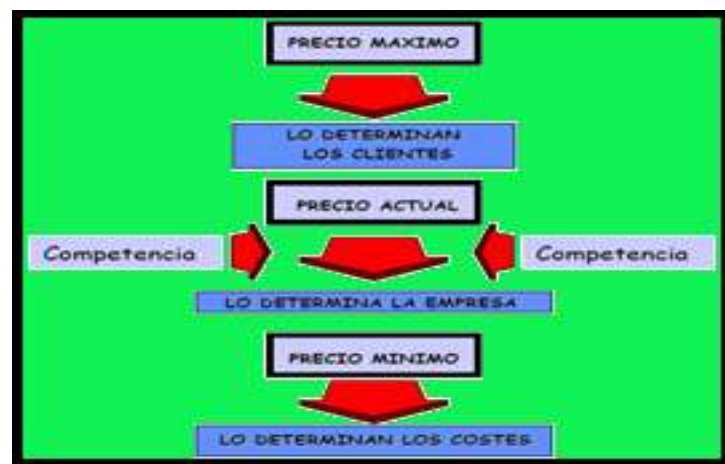 PRECIO MAXIMO
LO DETERMINAN
LOS CLIENTES
PRECIO ACTUAL
Competencia
Competencia
LO DETERMINA LA EMPRESA
PRECIO MINIMO
LO DETERMINAN LOS COSTES